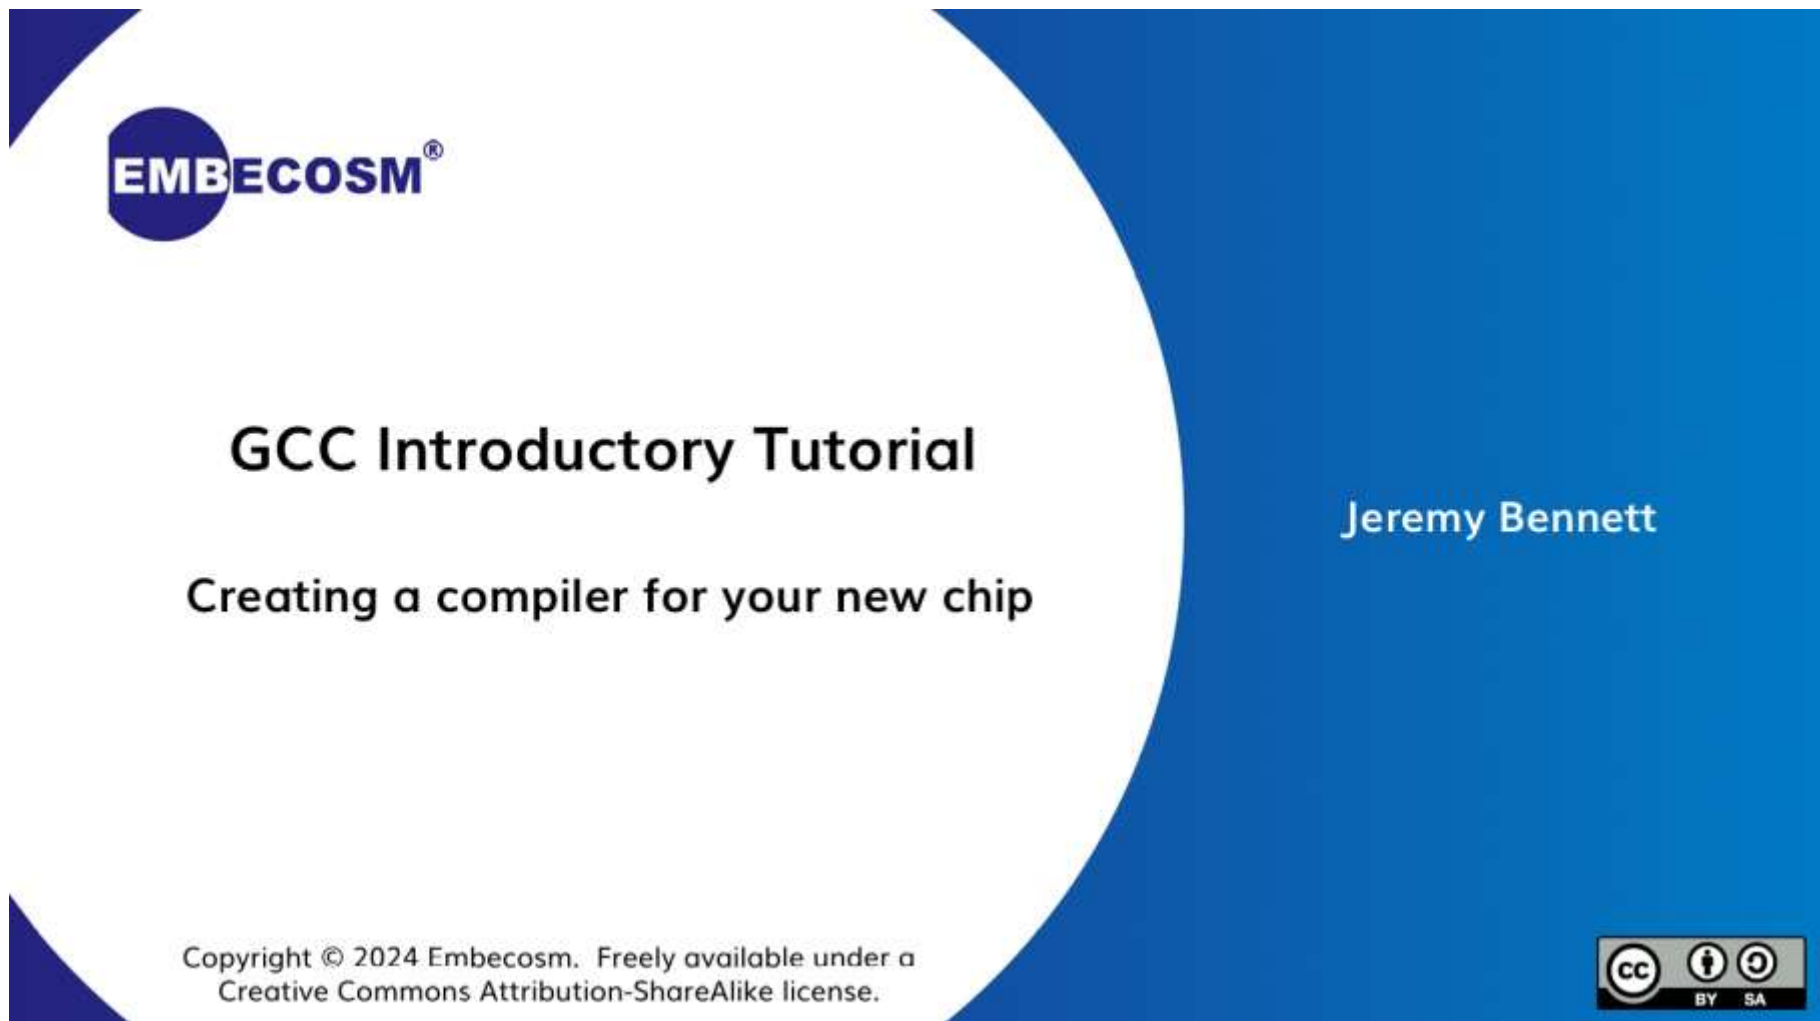 EMBECOSM®
GCC Introductory Tutorial
Creating a compiler for your new chip
Jeremy Bennett
Copyright © 2024 Embecosm.  Freely available under a
Creative Commons Attribution-ShareAlike license.
cc
BY SA